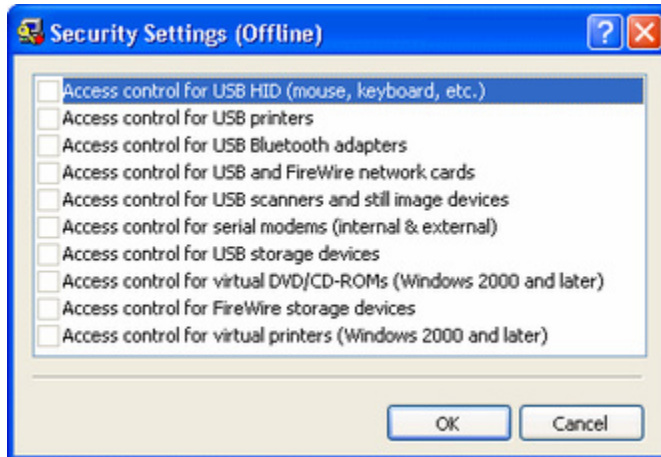 Security Settings (Offline)
Access control for USB HID (mouse, keyboard, etc.)
Access control for USB printers
Access control for USB Bluetooth adapters
Access control for USB and FireWire network cards
Access control for USB scanners and still image devices
Access control for serial modems (internal & external)
Access control for USB storage devices
Access control for virtual DVD/CD-ROMs (Windows 2000 and later)
Access control for FireWire storage devices
Access control for virtual printers (Windows 2000 and later)
OK Cancel